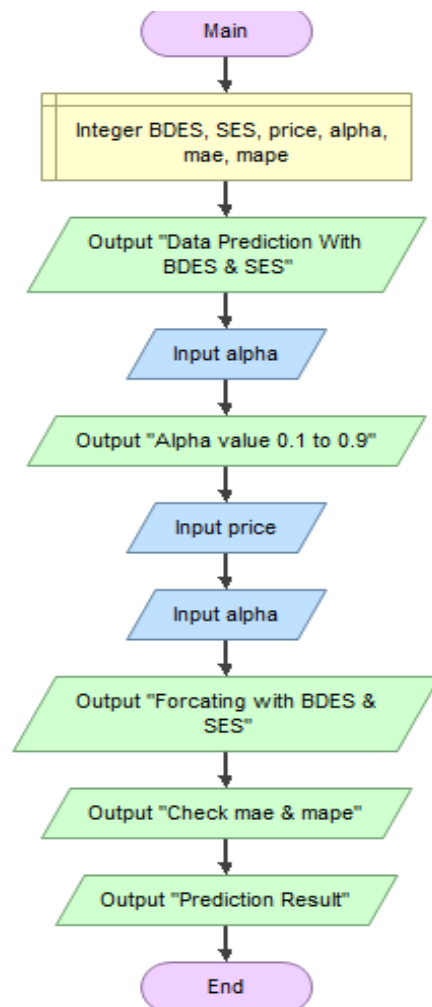 Main
Integer BDES, SES, price, alpha,
mae, mape
Output "Data Prediction With
BDES & SES"
Input alpha
Output "Alpha value 0.1 to 0.9"
Input price
Input alpha
Output "Forcating with BDES &
SES"
Output "Check mae & mape"
Output "Prediction Result"
End